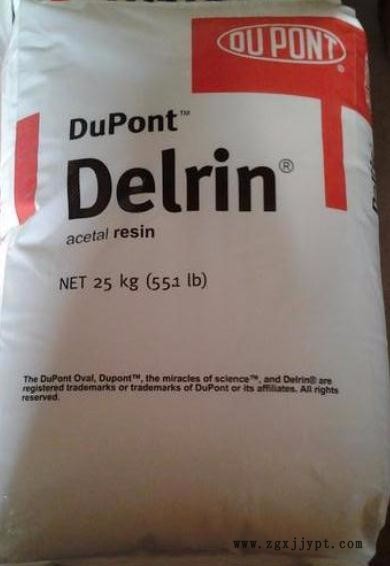 DU PONT®
DuPont™
Delrin®
acetal resin
NET 25 kg (55.1 lb)
The DuPont Oval, Dupont™, the miracles of science™, and Delrin® are
registered trademarks or trademarks of DuPont or its affiliates. All rights
reserved.
www.zgxjjypt.com